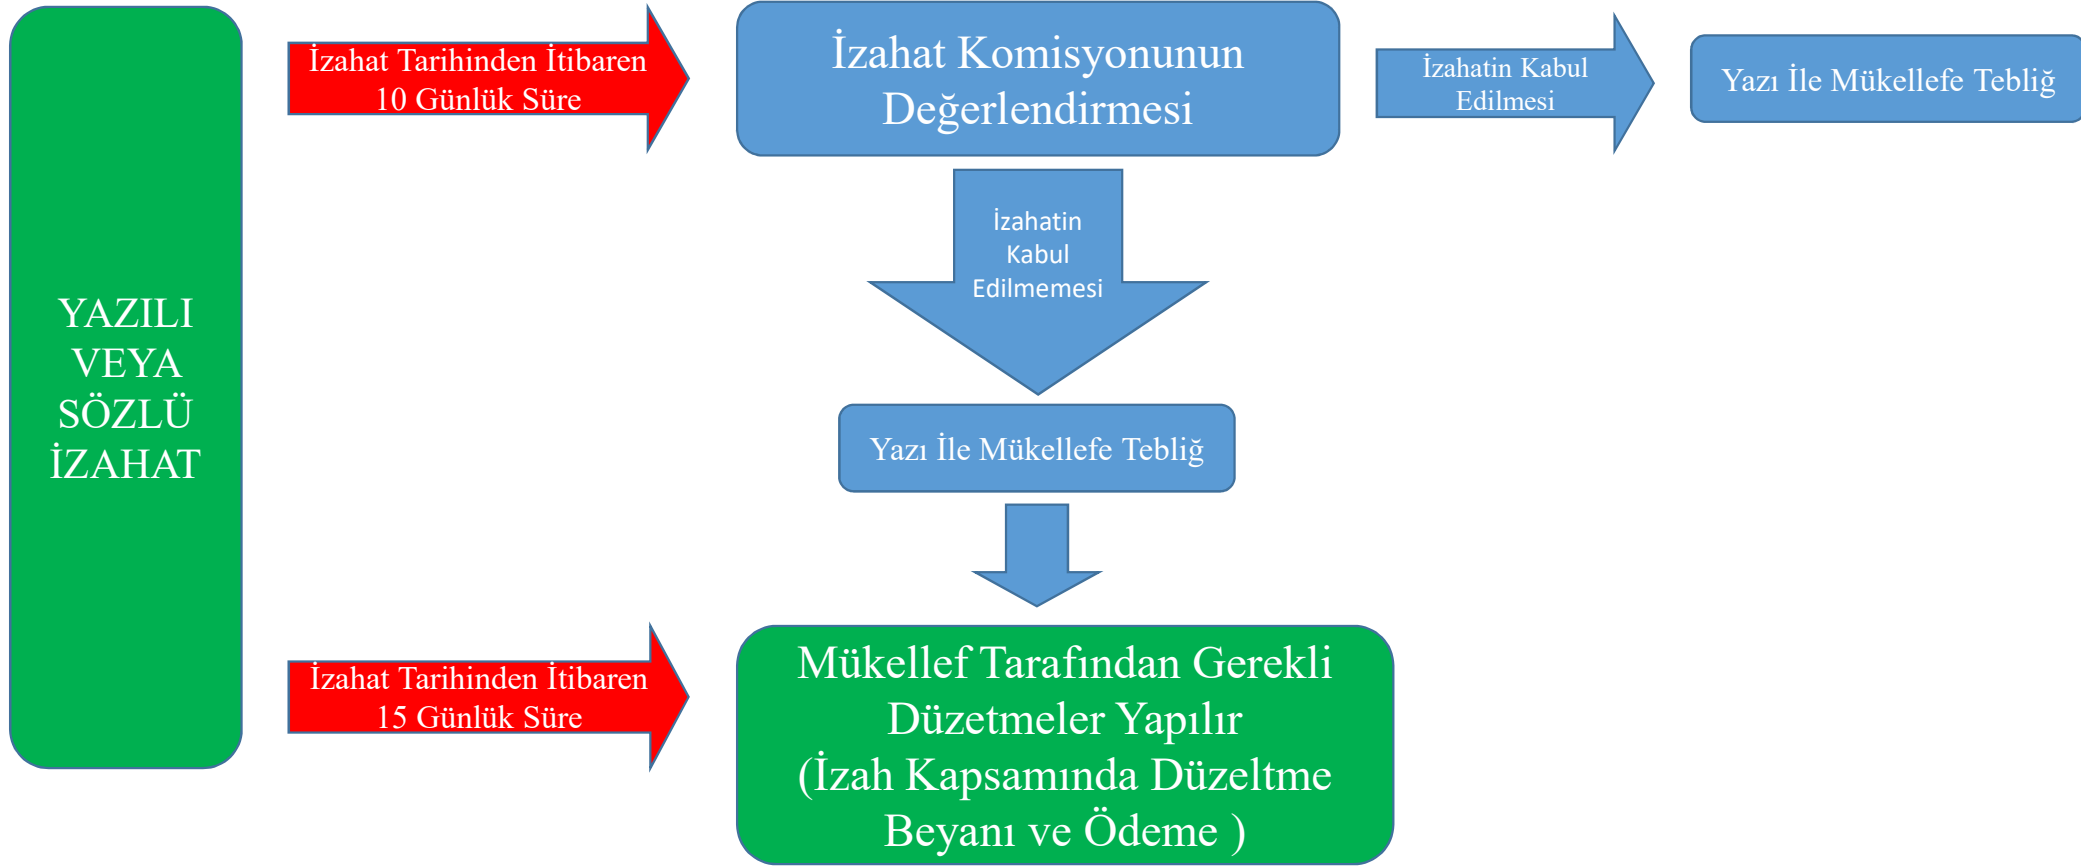 YAZILI
VEYA
SÖZLÜ
İZAHAT
İzahat Tarihinden İtibaren
10 Günlük Süre
İzahat Komisyonunun
Değerlendirmesi
İzahatin Kabul
Edilmesi
Yazı İle Mükellefe Tebliğ
İzahatin
Kabul
Edilmemesi
Yazı İle Mükellefe Tebliğ
İzahat Tarihinden İtibaren
15 Günlük Süre
Mükellef Tarafından Gerekli
Düzetmeler Yapılır
(İzah Kapsamında Düzeltme
Beyanı ve Ödeme )